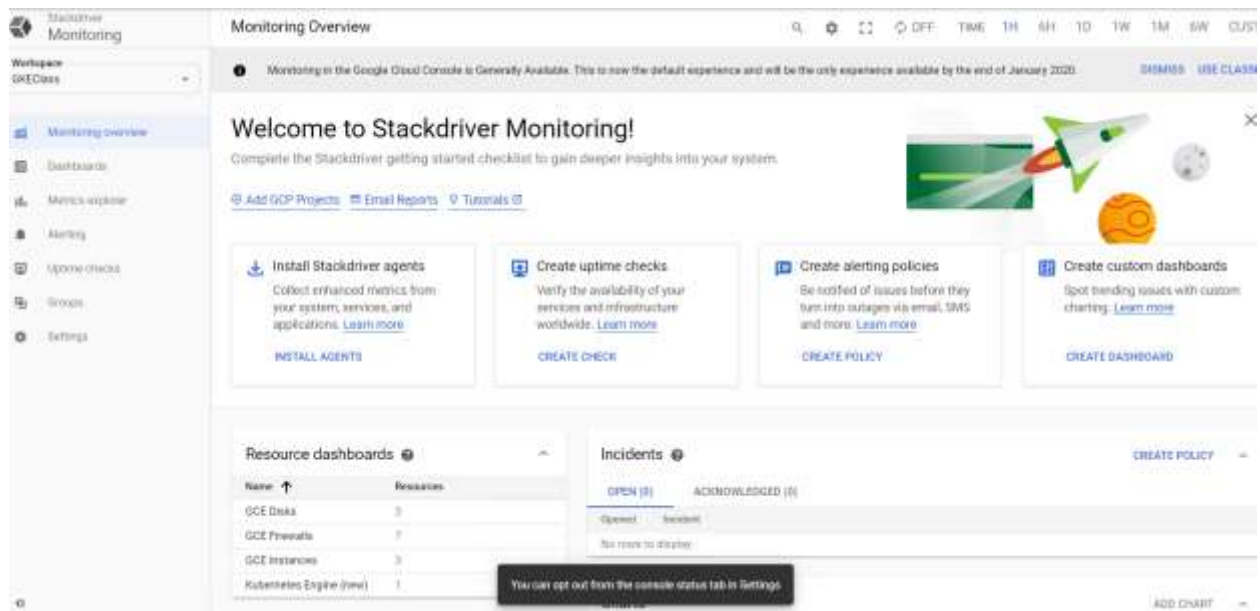 Stackdriver
Monitoring
Monitoring Overview
OFF TIME 1H 6H 1D 1W 1M 6W CUST
Workspace
GKEClass
Monitoring in the Google Cloud Console is Generally Available. This is now the default experience and will be the only experience available by the end of January 2020. DISMISS USE CLASSI
Monitoring overview
Dashboards
Metrics explorer
Alerting
Uptime checks
Groups
Settings
Welcome to Stackdriver Monitoring!
Complete the Stackdriver getting started checklist to gain deeper insights into your system.
Add GCP Projects Email Reports Tutorials
Install Stackdriver agents
Collect enhanced metrics from
your system, services, and
applications. Learn more
INSTALL AGENTS
Create uptime checks
Verify the availability of your
services and infrastructure
worldwide. Learn more
CREATE CHECK
Create alerting policies
Be notified of issues before they
turn into outages via email, SMS
and more. Learn more
CREATE POLICY
Create custom dashboards
Spot trending issues with custom
charting. Learn more
CREATE DASHBOARD
Resource dashboards
Name Resources
GCE Disks 3
GCE Firewalls 7
GCE Instances 3
Kubernetes Engine (new) 1
Incidents CREATE POLICY
OPEN (0) ACKNOWLEDGED (0)
Opened Incident
No rows to display
You can opt out from the console status tab in Settings
ADD CHART